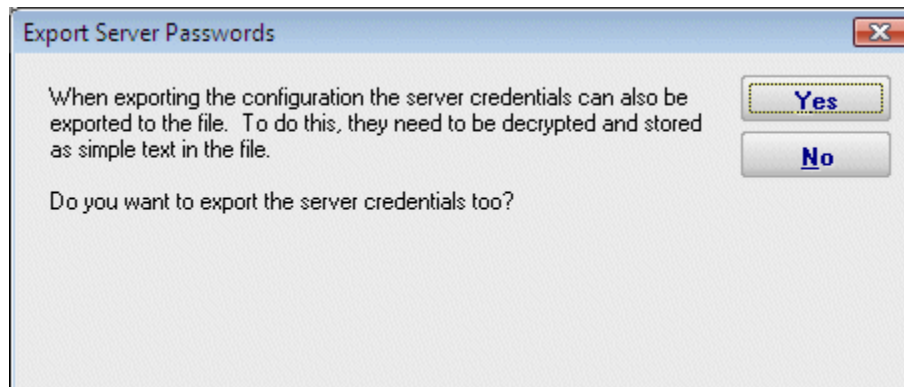 Export Server Passwords
When exporting the configuration the server credentials can also be
exported to the file.  To do this, they need to be decrypted and stored
as simple text in the file.
Do you want to export the server credentials too?
Yes
No